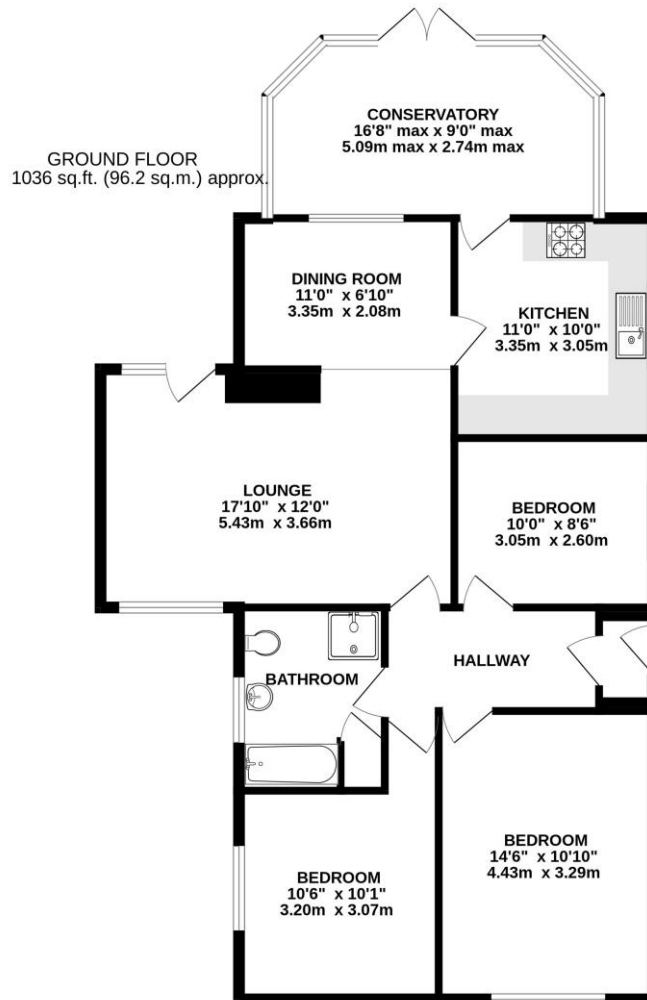 CONSERVATORY
16'8" max x 9'0" max
5.09m max x 2.74m max
GROUND FLOOR
1036 sq.ft. (96.2 sq.m.) approx.
DINING ROOM
11'0" x 6'10"
3.35m x 2.08m
KITCHEN
11'0" x 10'0"
3.35m x 3.05m
LOUNGE
17'10" x 12'0"
5.43m x 3.66m
BEDROOM
10'0" x 8'6"
3.05m x 2.60m
HALLWAY
BATHROOM
BEDROOM
14'6" x 10'10"
4.43m x 3.29m
BEDROOM
10'6" x 10'1"
3.20m x 3.07m